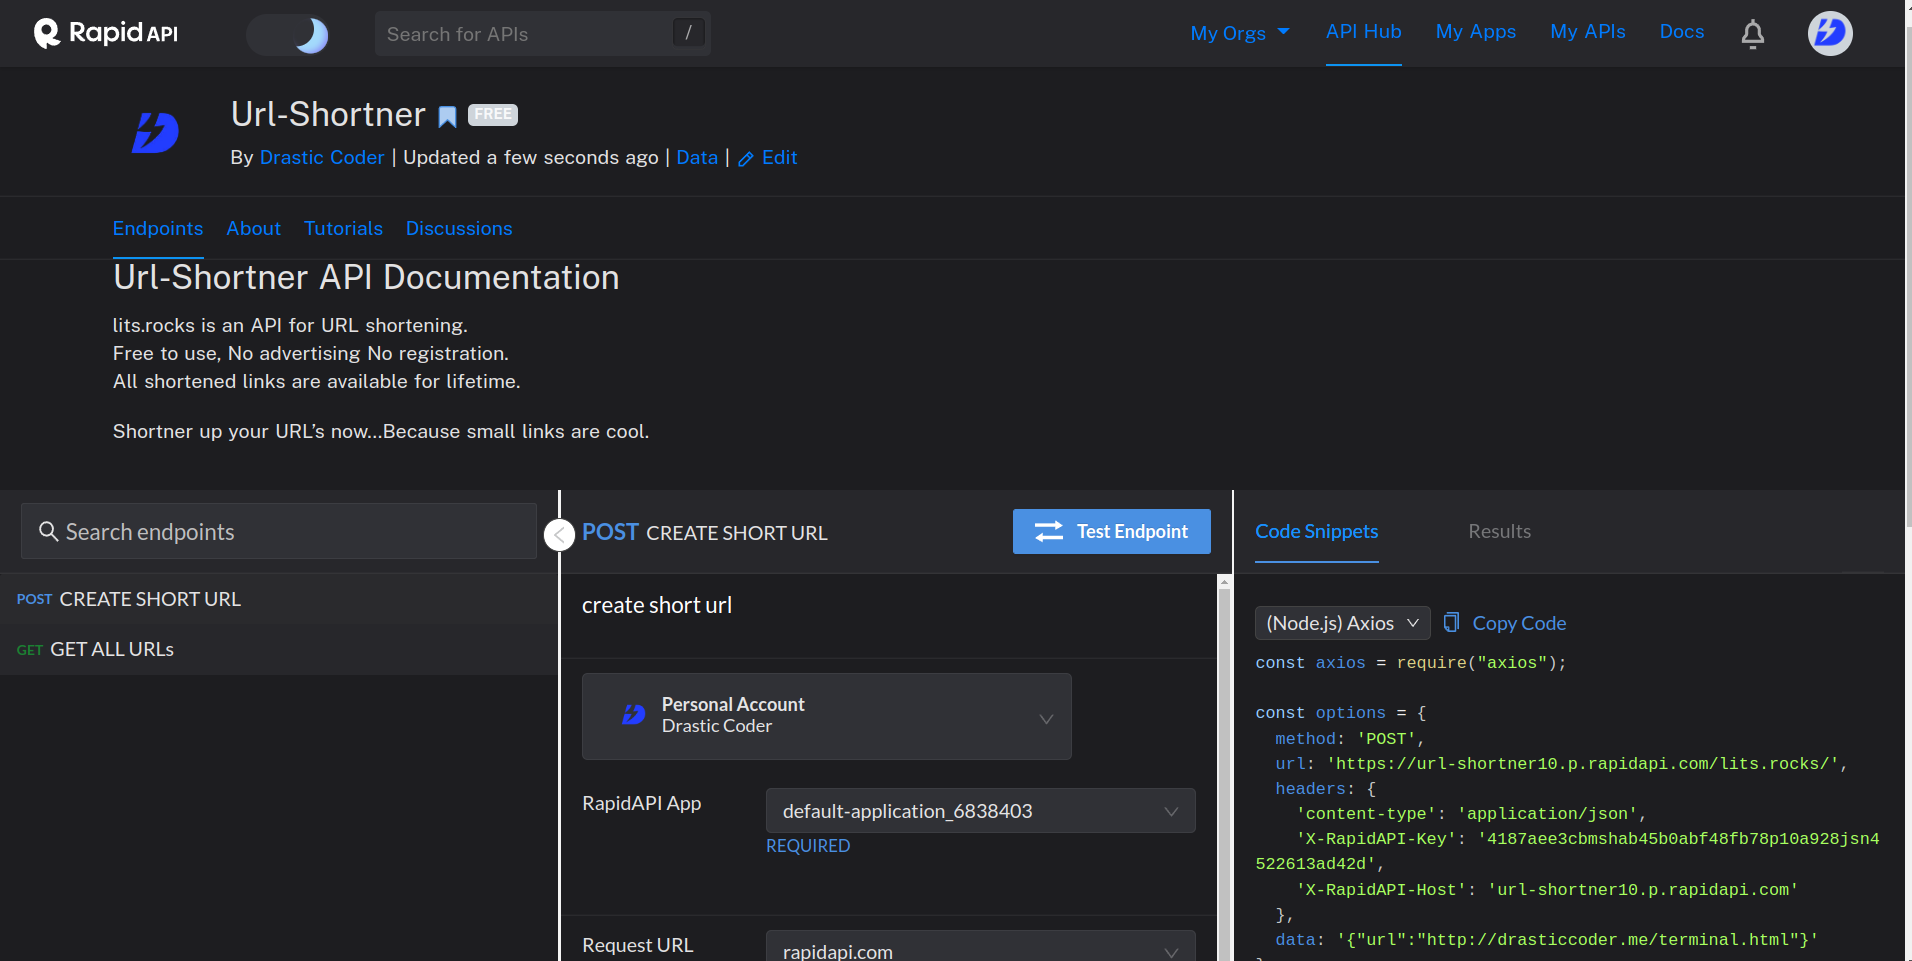 Rapid API
Search for APIs
/
My Orgs
API Hub
My Apps
My APIs
Docs
Url-Shortner
FREE
By Drastic Coder | Updated a few seconds ago | Data | Edit
Endpoints
About
Tutorials
Discussions
Url-Shortner API Documentation
lits.rocks is an API for URL shortening.
Free to use, No advertising No registration.
All shortened links are available for lifetime.
Shortner up your URL’s now...Because small links are cool.
Search endpoints
POST CREATE SHORT URL
GET GET ALL URLs
POST CREATE SHORT URL
Test Endpoint
create short url
Personal Account
Drastic Coder
RapidAPI App
default-application_6838403
REQUIRED
Request URL
rapidapi.com
Code Snippets
Results
(Node.js) Axios
Copy Code
const axios = require("axios");
const options = {
method: 'POST',
url: 'https://url-shortner10.p.rapidapi.com/lits.rocks/',
headers: {
'content-type': 'application/json',
'X-RapidAPI-Key': '4187aee3cbmshab45b0abf48fb78p10a928jsn4
522613ad42d',
'X-RapidAPI-Host': 'url-shortner10.p.rapidapi.com'
},
data: '{"url":"http://drasticcoder.me/terminal.html"}'